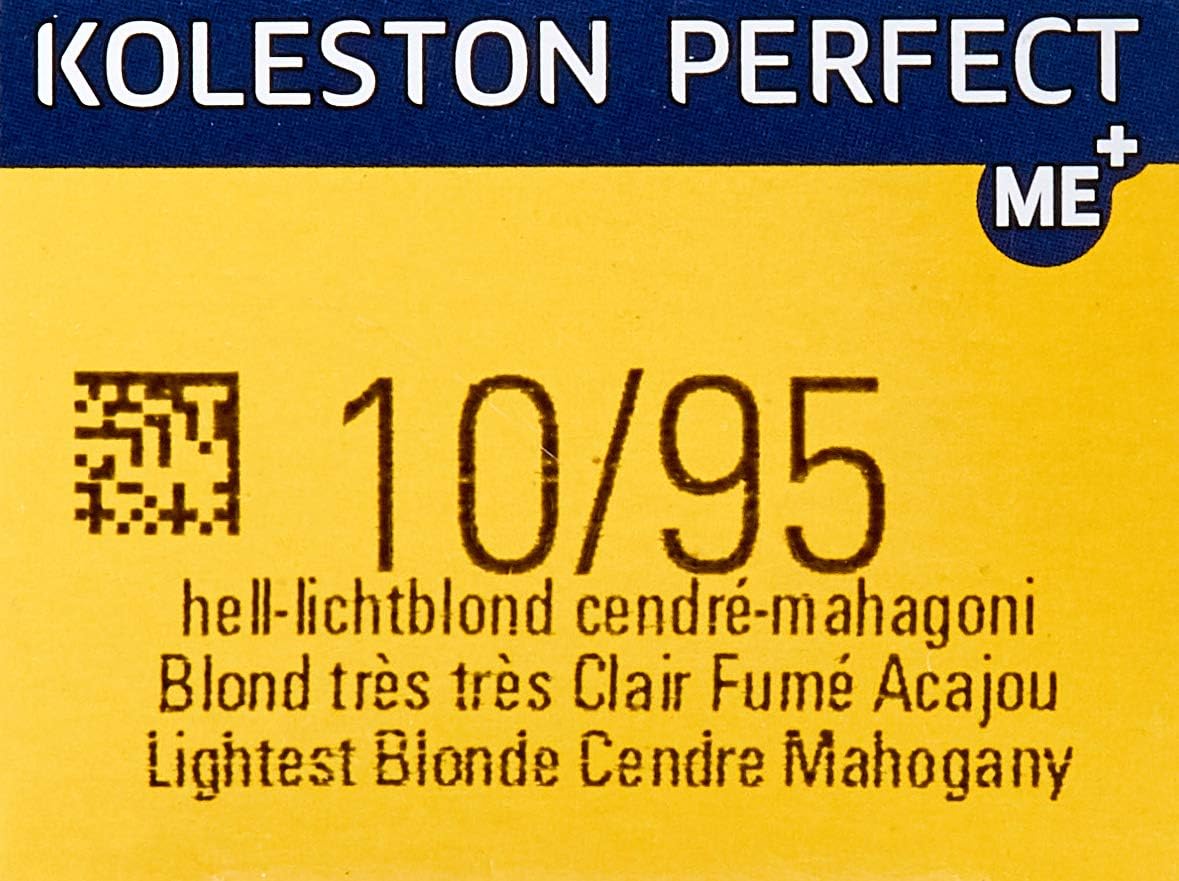 KOLESTON PERFECT
ME+
10/95
hell-lichtblond cendré-mahagoni
Blond très très Clair Fumé Acajou
Lightest Blonde Cendre Mahogany